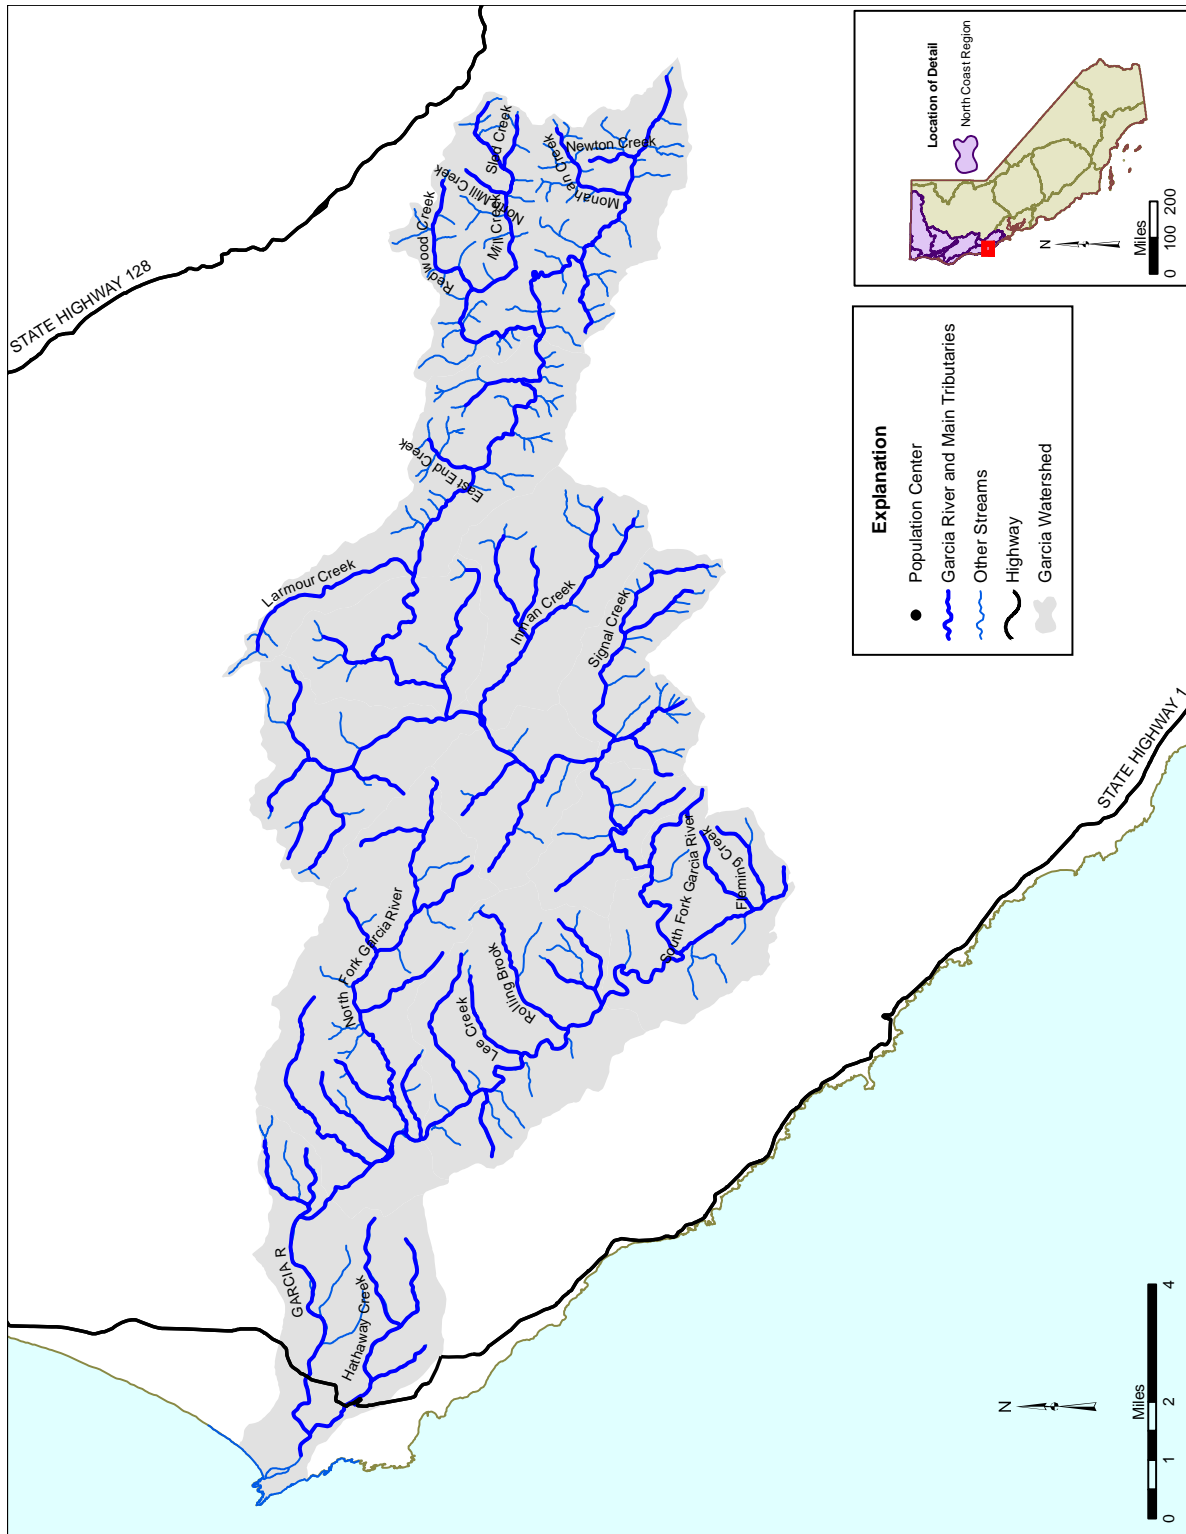 STATE HIGHWAY 128
Sled Creek
North Mill Creek
Mill Creek
Redwood Creek
Monahan Creek
Newton Creek
East End Creek
Larmour Creek
Inman Creek
Signal Creek
South Fork Garcia River
Fleming Creek
North Fork Garcia River
Rolling Brook
Lee Creek
GARCIA R
Hathaway Creek
STATE HIGHWAY 1
Explanation
Population Center
Garcia River and Main Tributaries
Other Streams
Highway
Garcia Watershed
Location of Detail
North Coast Region
N
Miles
0 100 200
N
Miles
0 1 2 4